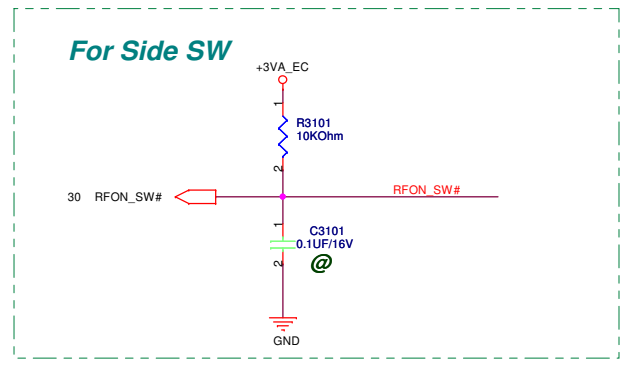 For Side SW
+3VA_EC
1
R3101
10KOhm
2
30 RFON_SW#
RFON_SW#
1
C3101
0.1UF/16V
2
@
GND